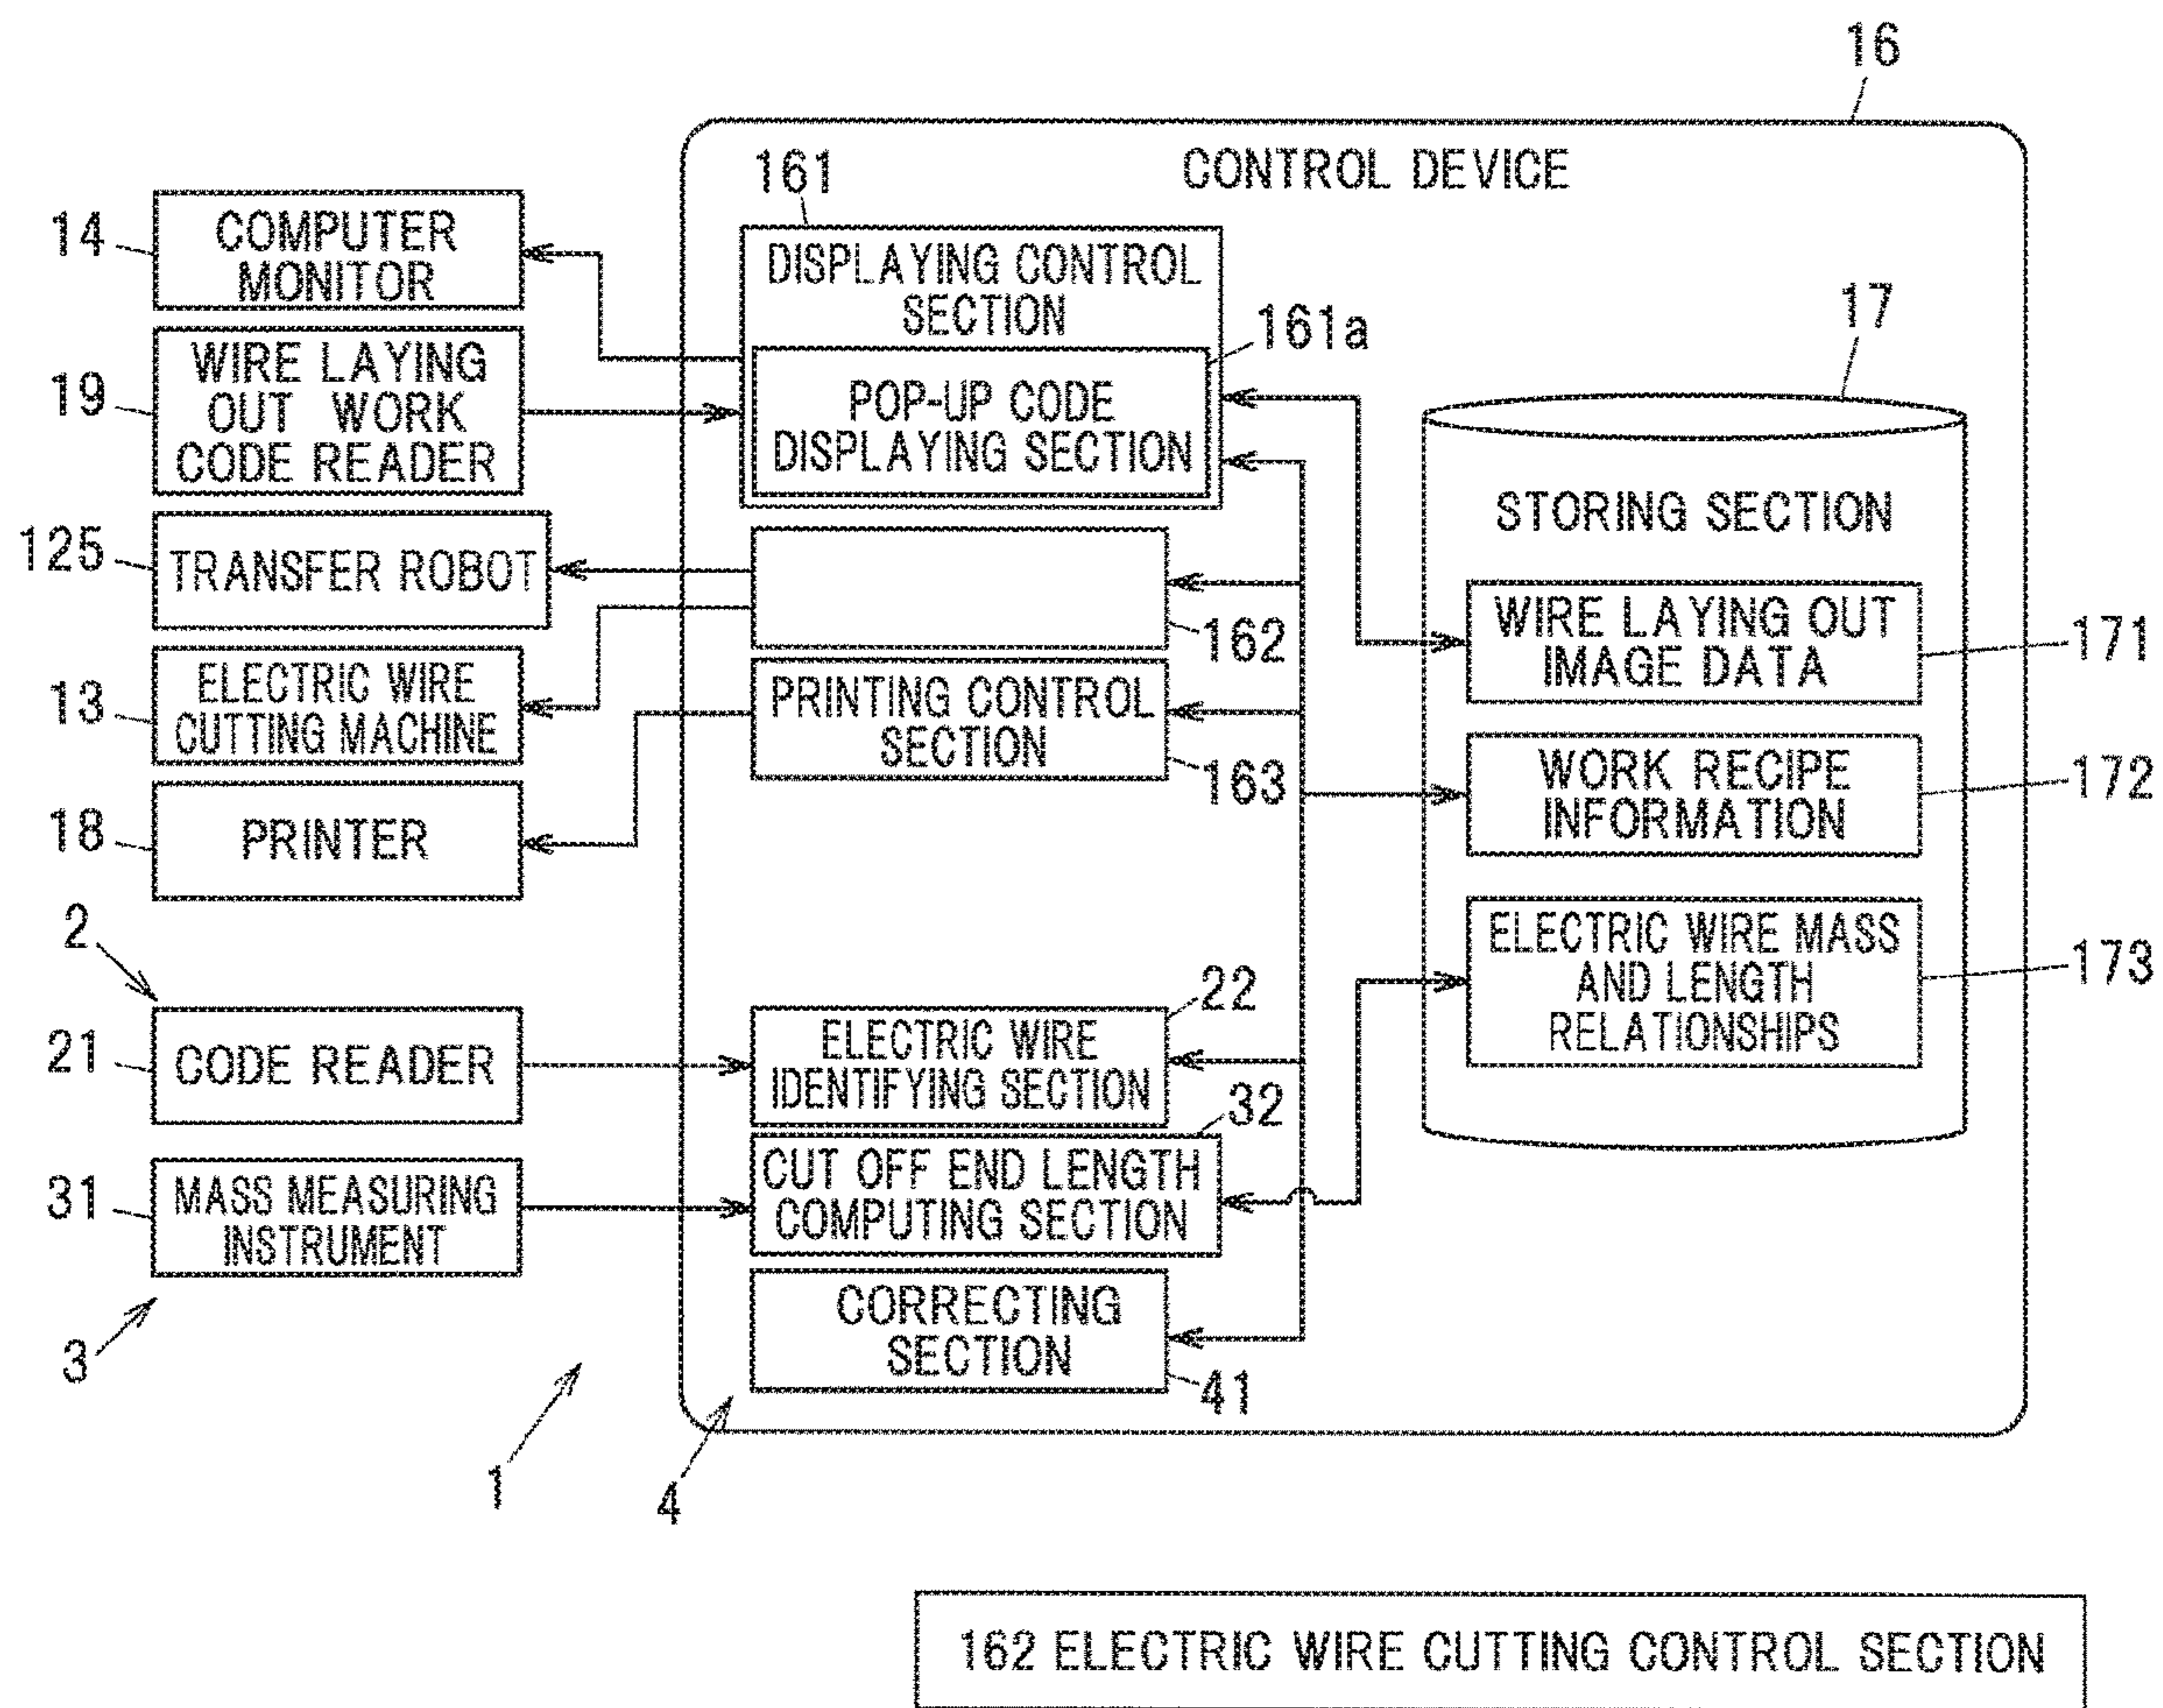 16
CONTROL DEVICE
161
14
COMPUTER
MONITOR
DISPLAYING CONTROL
SECTION
161a
17
19
WIRE LAYING
OUT WORK
CODE READER
POP-UP CODE
DISPLAYING SECTION
STORING SECTION
125
TRANSFER ROBOT
162
WIRE LAYING OUT
IMAGE DATA
171
13
ELECTRIC WIRE
CUTTING MACHINE
PRINTING CONTROL
SECTION
163
WORK RECIPE
INFORMATION
172
18
PRINTER
ELECTRIC WIRE MASS
AND LENGTH
RELATIONSHIPS
173
2
21
CODE READER
22
ELECTRIC WIRE
IDENTIFYING SECTION
32
31
MASS MEASURING
INSTRUMENT
CUT OFF END LENGTH
COMPUTING SECTION
3
CORRECTING
SECTION
41
1
4
162 ELECTRIC WIRE CUTTING CONTROL SECTION